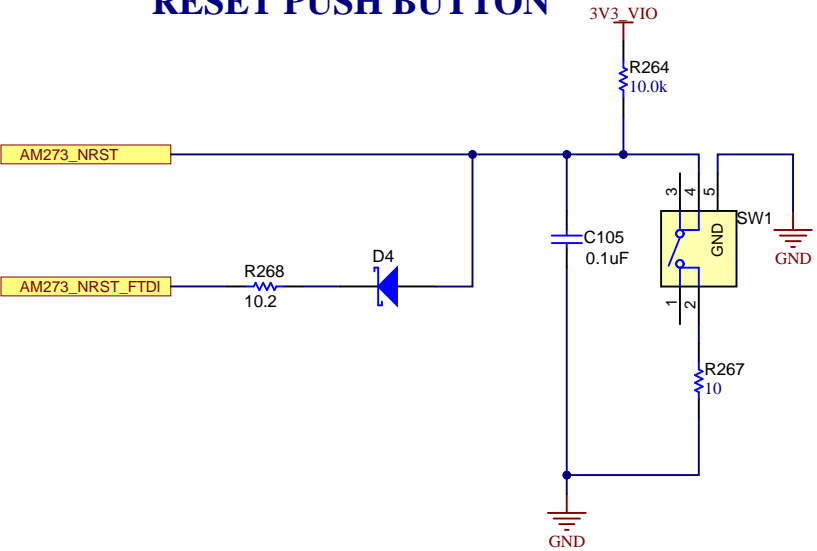 RESET PUSH BUTTON
3V3_VIO
R264
10.0k
AM273_NRST
3
4
5
SW1
GND
GND
C105
0.1uF
D4
R268
10.2
AM273_NRST_FTDI
1
2
R267
10
GND